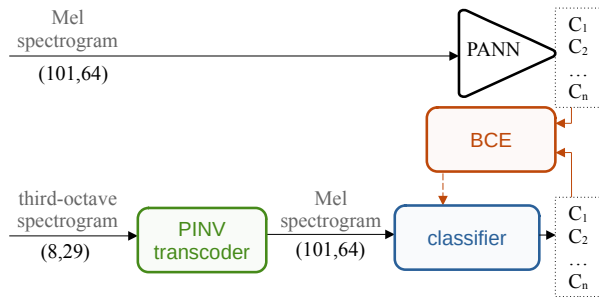 Mel
spectrogram
(101,64)
PANN
C1
C2
...
Cn
BCE
third-octave
spectrogram
(8,29)
PINV
transcoder
Mel
spectrogram
(101,64)
classifier
C1
C2
...
Cn